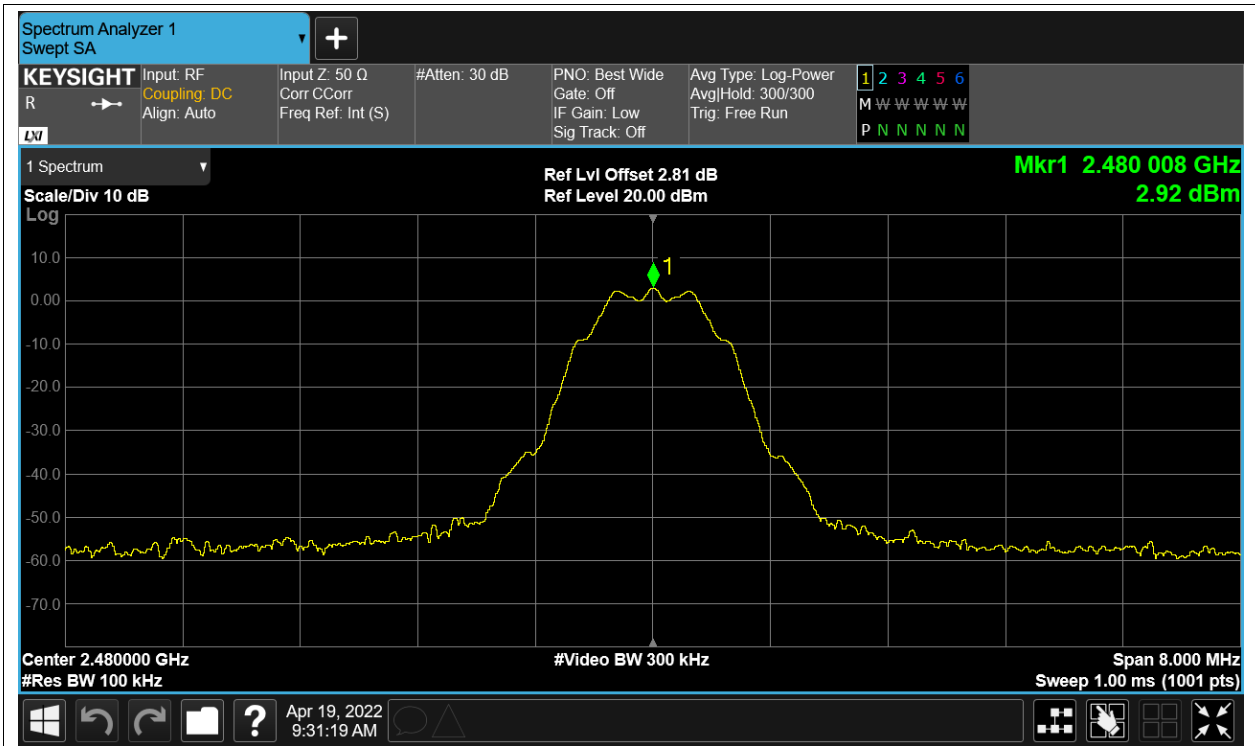 Spectrum Analyzer 1
Swept SA
KEYSIGHT
R
LXI
Input: RF
Coupling: DC
Align: Auto
Input Z: 50 Ω
Corr CCorr
Freq Ref: Int (S)
#Atten: 30 dB
PNO: Best Wide
Gate: Off
IF Gain: Low
Sig Track: Off
Avg Type: Log-Power
Avg|Hold: 300/300
Trig: Free Run
1 2 3 4 5 6
M W W W W W
P N N N N N
1 Spectrum
Scale/Div 10 dB
Log
Ref Lvl Offset 2.81 dB
Ref Level 20.00 dBm
Mkr1 2.480 008 GHz
2.92 dBm
1
10.0
0.00
-10.0
-20.0
-30.0
-40.0
-50.0
-60.0
-70.0
Center 2.480000 GHz
#Res BW 100 kHz
#Video BW 300 kHz
Span 8.000 MHz
Sweep 1.00 ms (1001 pts)
?
Apr 19, 2022
9:31:19 AM